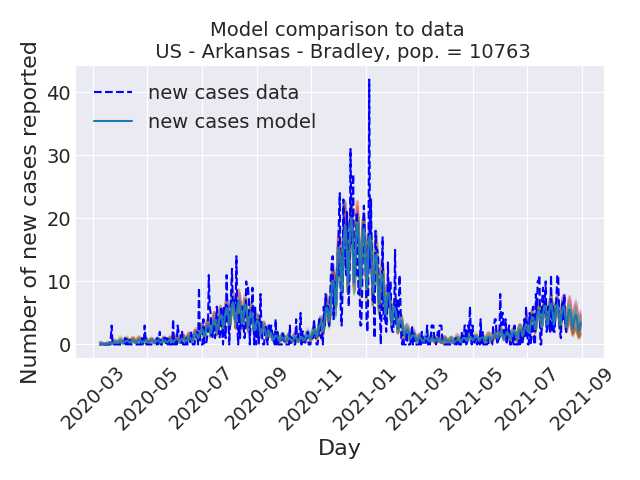 Model comparison to data
US - Arkansas - Bradley, pop. = 10763
Number of new cases reported
40
30
20
10
0
new cases data
new cases model
2020-03
2020-05
2020-07
2020-09
2020-11
2021-01
2021-03
2021-05
2021-07
2021-09
Day